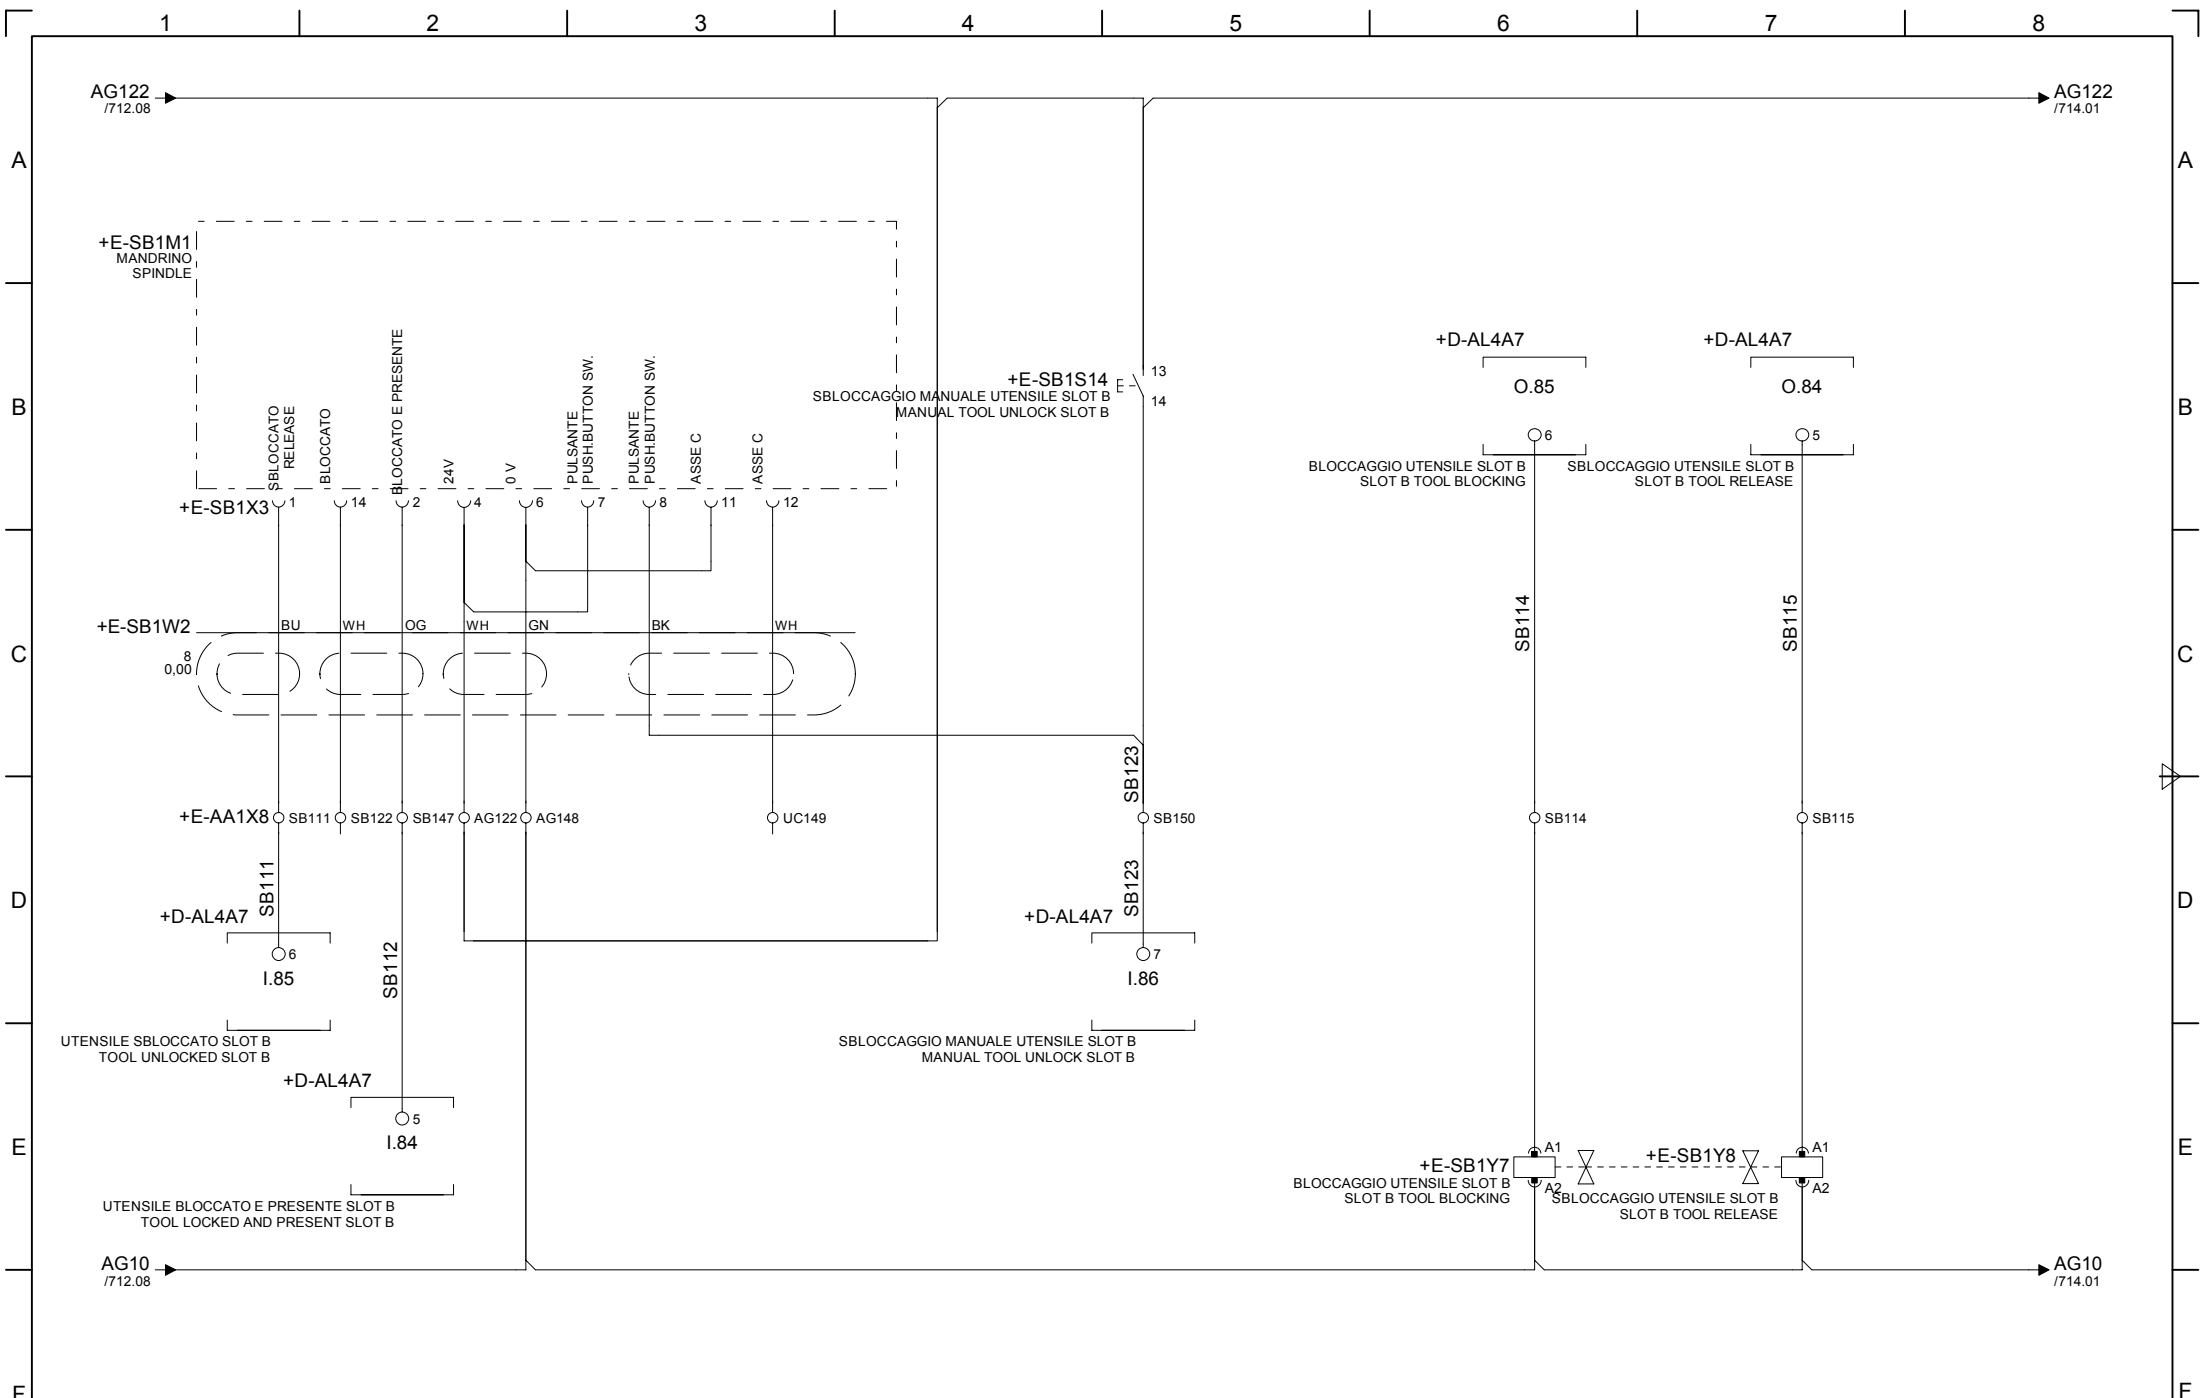 1 2 3 4 5 6 7 8
AG122
/712.08
AG122
/714.01
A
A
+E-SB1M1
MANDRINO
SPINDLE
B
B
SBLOCCATO
RELEASE
BLOCCATO
BLOCCATO E PRESENTE
24V
0 V
PULSANTE
PUSH.BUTTON SW.
PULSANTE
PUSH.BUTTON SW.
ASSE C
ASSE C
+E-SB1X3
1 14 2 4 6 7 8 11 12
+E-SB1S14
SBLOCCAGGIO MANUALE UTENSILE SLOT B
MANUAL TOOL UNLOCK SLOT B
13
14
+D-AL4A7
O.85
6
BLOCCAGGIO UTENSILE SLOT B
SLOT B TOOL BLOCKING
+D-AL4A7
O.84
5
SBLOCCAGGIO UTENSILE SLOT B
SLOT B TOOL RELEASE
C
C
+E-SB1W2
8
0,00
BU WH OG WH GN BK WH
SB114
SB115
SB123
+E-AA1X8
SB111 SB122 SB147 AG122 AG148 UC149 SB150 SB114 SB115
D
D
SB111
+D-AL4A7
6
I.85
UTENSILE SBLOCCATO SLOT B
TOOL UNLOCKED SLOT B
SB112
SB123
+D-AL4A7
7
I.86
SBLOCCAGGIO MANUALE UTENSILE SLOT B
MANUAL TOOL UNLOCK SLOT B
E
E
+D-AL4A7
5
I.84
UTENSILE BLOCCATO E PRESENTE SLOT B
TOOL LOCKED AND PRESENT SLOT B
+E-SB1Y7
BLOCCAGGIO UTENSILE SLOT B
SLOT B TOOL BLOCKING
A1
A2
+E-SB1Y8
SBLOCCAGGIO UTENSILE SLOT B
SLOT B TOOL RELEASE
A1
A2
AG10
/712.08
AG10
/714.01
F
F